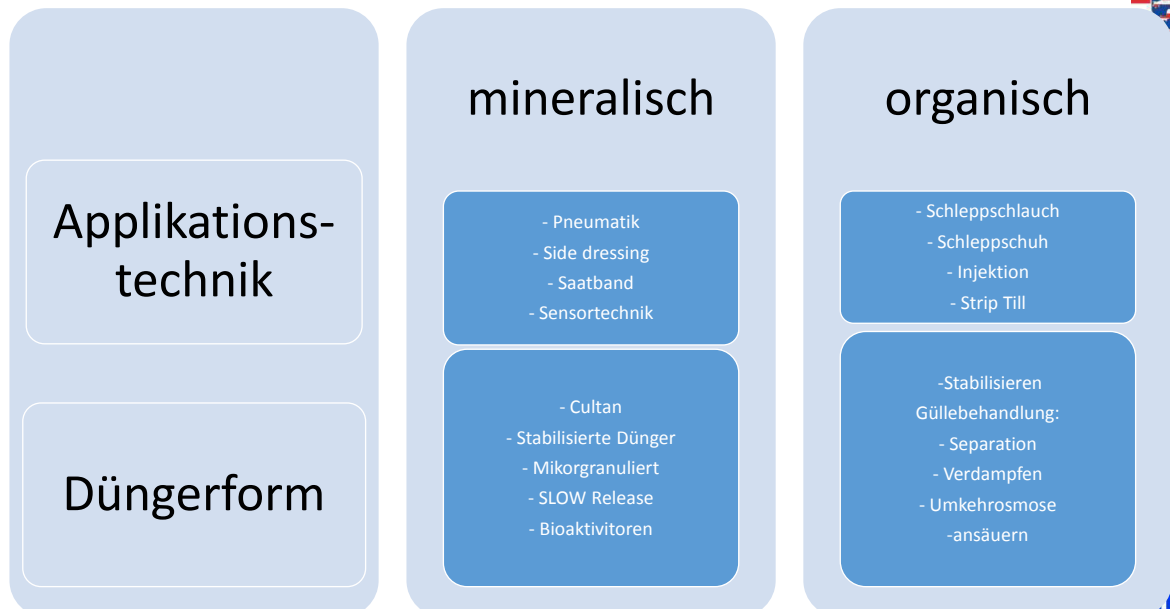 mineralisch
organisch
Applikations-
technik
- Pneumatik
- Side dressing
- Saatband
- Sensortechnik
- Schleppschlauch
- Schleppschuh
- Injektion
- Strip Till
Düngerform
- Cultan
- Stabilisierte Dünger
- Mikorgranuliert
- SLOW Release
- Bioaktivitoren
-Stabilisieren
Güllebehandlung:
- Separation
- Verdampfen
- Umkehrosmose
-ansäuern